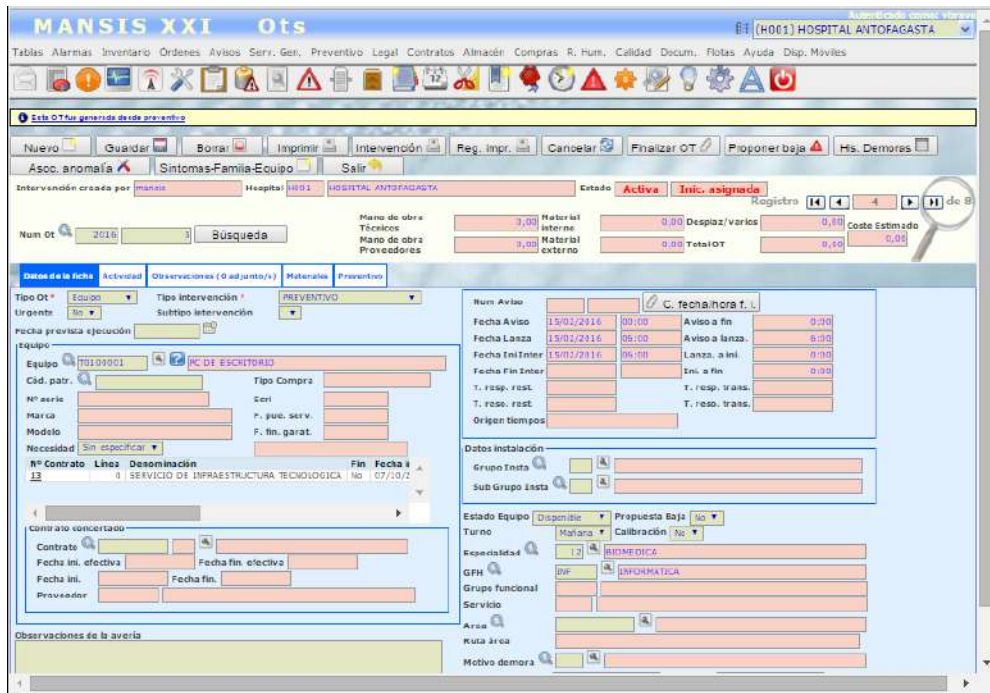 MANSIS XXI Ots
(H001) HOSPITAL ANTOFAGASTA
Tablas Alarmas Inventario Ordenes Avisos Serv. Gen. Preventivo Legal Contratos Almacén Compras R. Hum. Calidad Docum. Flotas Ayuda Disp. Moviles
Esta OT fue generada desde preventivo
Nuevo Guardar Borrar Imprimir Intervención Reg. Impr. Cancelar Finalizar OT Proponer baja His. Demoras
Asoc. anomalía Sintomas-Familia-Equipo Salir
Intervención creada por mansis Hospital H001 HOSPITAL ANTOFAGASTA Estado Activa Inic. asignada
Registro 4 de 8
Num Ot 2016 3 Búsqueda
Mano de obra Técnicos 0,00 Material interno 0,00 Desplaz/varios 0,00 Coste Estimado
Mano de obra Proveedores 0,00 Material externo 0,00 Total OT 0,00 0,00
Datos de la ficha Actividad Observaciones (0 adjunto/s) Materiales Preventivo
Tipo Ot * Equipo Tipo intervención * PREVENTIVO
Urgente No Subtipo intervención
Fecha prevista ejecución
Equipo
Equipo T0109001 PC DE ESCRITORIO
Cód. patr. Tipo Compra
Nº serie
Marca F. pue. serv.
Modelo F. fin. garat.
Necesidad Sin especificar
Nº Contrato Línea Denominación Fin Fecha
13 0 SERVICIO DE INFRAESTRUCTURA TECNOLOGICA No 07/10/2
Contrato concertado
Contrato
Fecha ini. efectiva Fecha fin. efectiva
Fecha ini. Fecha fin.
Proveedor
Observaciones de la avería
Num Aviso C. fecha/hora f. i.
Fecha Aviso 15/02/2016 00:00 Aviso a fin 0:00
Fecha Lanza 15/02/2016 06:00 Aviso a lanza. 6:00
Fecha Ini Inter 15/02/2016 06:00 Lanza. a ini. 0:00
Fecha Fin Inter Ini. a fin 0:00
T. resp. rest. T. resp. trans.
T. reso. rest. T. reso. trans.
Origen tiempos
Datos instalación
Grupo Insta
Sub Grupo Insta
Estado Equipo Disponible Propuesta Baja No
Turno Mañana Calibración No
Especialidad 12 BIOMEDICA
GFH INF INFORMATICA
Grupo funcional
Servicio
Area
Ruta área
Motivo demora